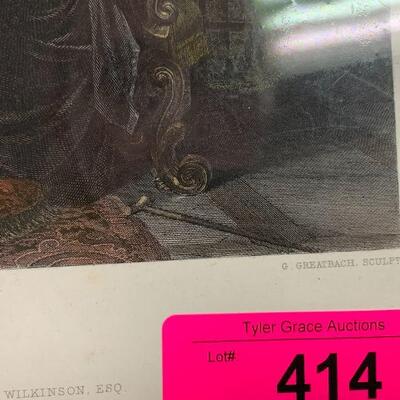 G. GREATBACH, SCULPT
Tyler Grace Auctions
Lot#
414
WILKINSON, ESQ.